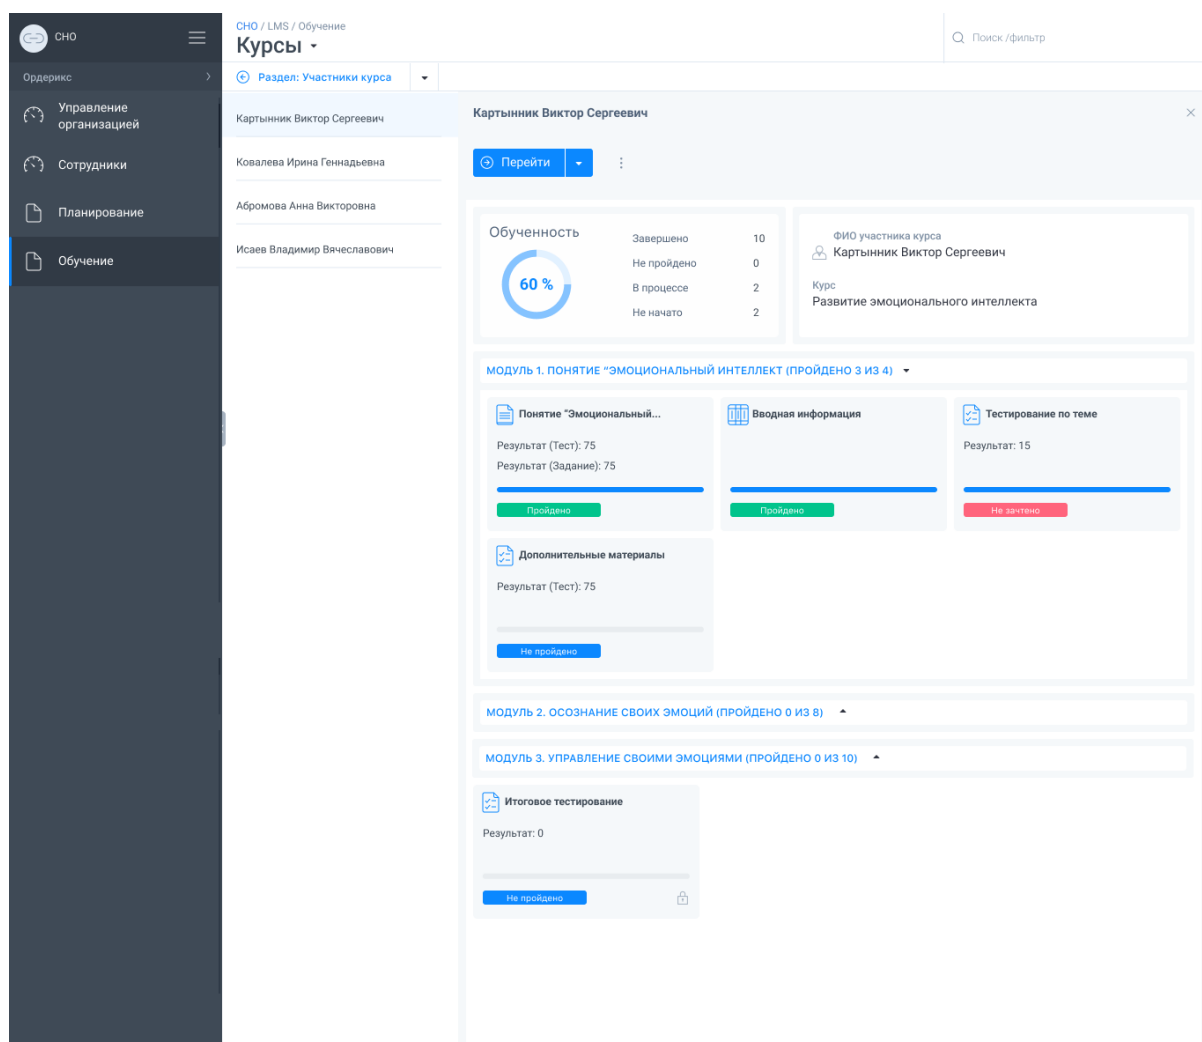 СНО
Ордерикс
Управление
организацией
Сотрудники
Планирование
Обучение
СНО / LMS / Обучение
Курсы
Поиск /фильтр
Раздел: Участники курса
Картынник Виктор Сергеевич
Ковалева Ирина Геннадьевна
Абромова Анна Викторовна
Исаев Владимир Вячеславович
Картынник Виктор Сергеевич
Перейти
Обученность
60 %
Завершено 10
Не пройдено 0
В процессе 2
Не начато 2
ФИО участника курса
Картынник Виктор Сергеевич
Курс
Развитие эмоционального интеллекта
МОДУЛЬ 1. ПОНЯТИЕ “ЭМОЦИОНАЛЬНЫЙ ИНТЕЛЛЕКТ (ПРОЙДЕНО 3 ИЗ 4)
Понятие "Эмоциональный...
Результат (Тест): 75
Результат (Задание): 75
Пройдено
Вводная информация
Пройдено
Тестирование по теме
Результат: 15
Не зачтено
Дополнительные материалы
Результат (Тест): 75
Не пройдено
МОДУЛЬ 2. ОСОЗНАНИЕ СВОИХ ЭМОЦИЙ (ПРОЙДЕНО 0 ИЗ 8)
МОДУЛЬ 3. УПРАВЛЕНИЕ СВОИМИ ЭМОЦИЯМИ (ПРОЙДЕНО 0 ИЗ 10)
Итоговое тестирование
Результат: 0
Не пройдено